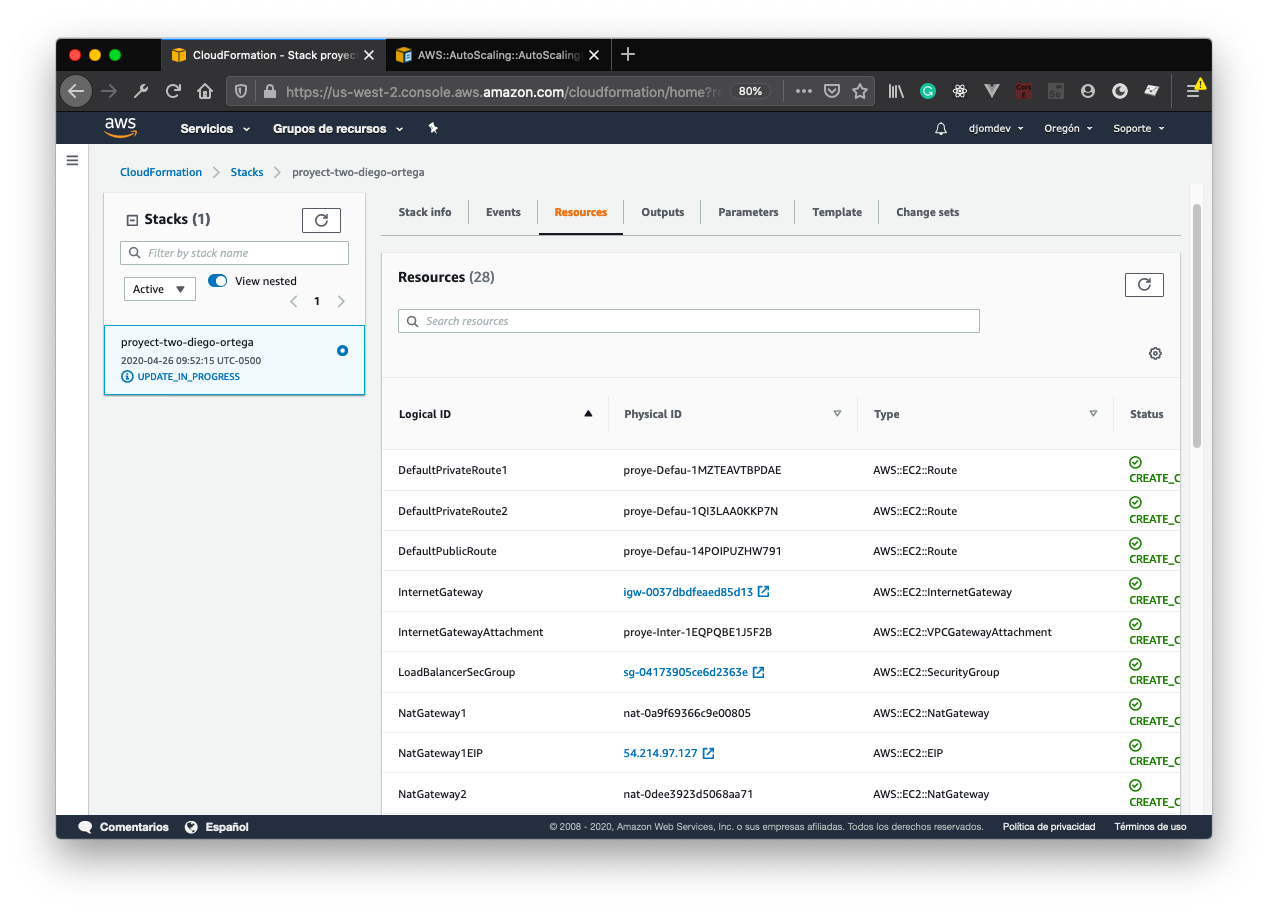 CloudFormation - Stack proyec
AWS::AutoScaling::AutoScaling
https://us-west-2.console.aws.amazon.com/cloudformation/home?re
80%
aws
Servicios
Grupos de recursos
djomdev
Oregón
Soporte
CloudFormation
Stacks
proyect-two-diego-ortega
Stacks (1)
Filter by stack name
Active
View nested
1
proyect-two-diego-ortega
2020-04-26 09:52:15 UTC-0500
UPDATE_IN_PROGRESS
Stack info
Events
Resources
Outputs
Parameters
Template
Change sets
Resources (28)
Search resources
Logical ID Physical ID Type Status
DefaultPrivateRoute1 proye-Defau-1MZTEAVTBPDAE AWS::EC2::Route CREATE_C
DefaultPrivateRoute2 proye-Defau-1QI3LAA0KKP7N AWS::EC2::Route CREATE_C
DefaultPublicRoute proye-Defau-14POIPUZHW791 AWS::EC2::Route CREATE_C
InternetGateway igw-0037dbdfeaed85d13 AWS::EC2::InternetGateway CREATE_C
InternetGatewayAttachment proye-Inter-1EQPQBE1J5F2B AWS::EC2::VPCGatewayAttachment CREATE_C
LoadBalancerSecGroup sg-04173905ce6d2363e AWS::EC2::SecurityGroup CREATE_C
NatGateway1 nat-0a9f69366c9e00805 AWS::EC2::NatGateway CREATE_C
NatGateway1EIP 54.214.97.127 AWS::EC2::EIP CREATE_C
NatGateway2 nat-0dee3923d5068aa71 AWS::EC2::NatGateway CREATE_C
Comentarios
Español
© 2008 - 2020, Amazon Web Services, Inc. o sus empresas afiliadas. Todos los derechos reservados.
Política de privacidad
Términos de uso